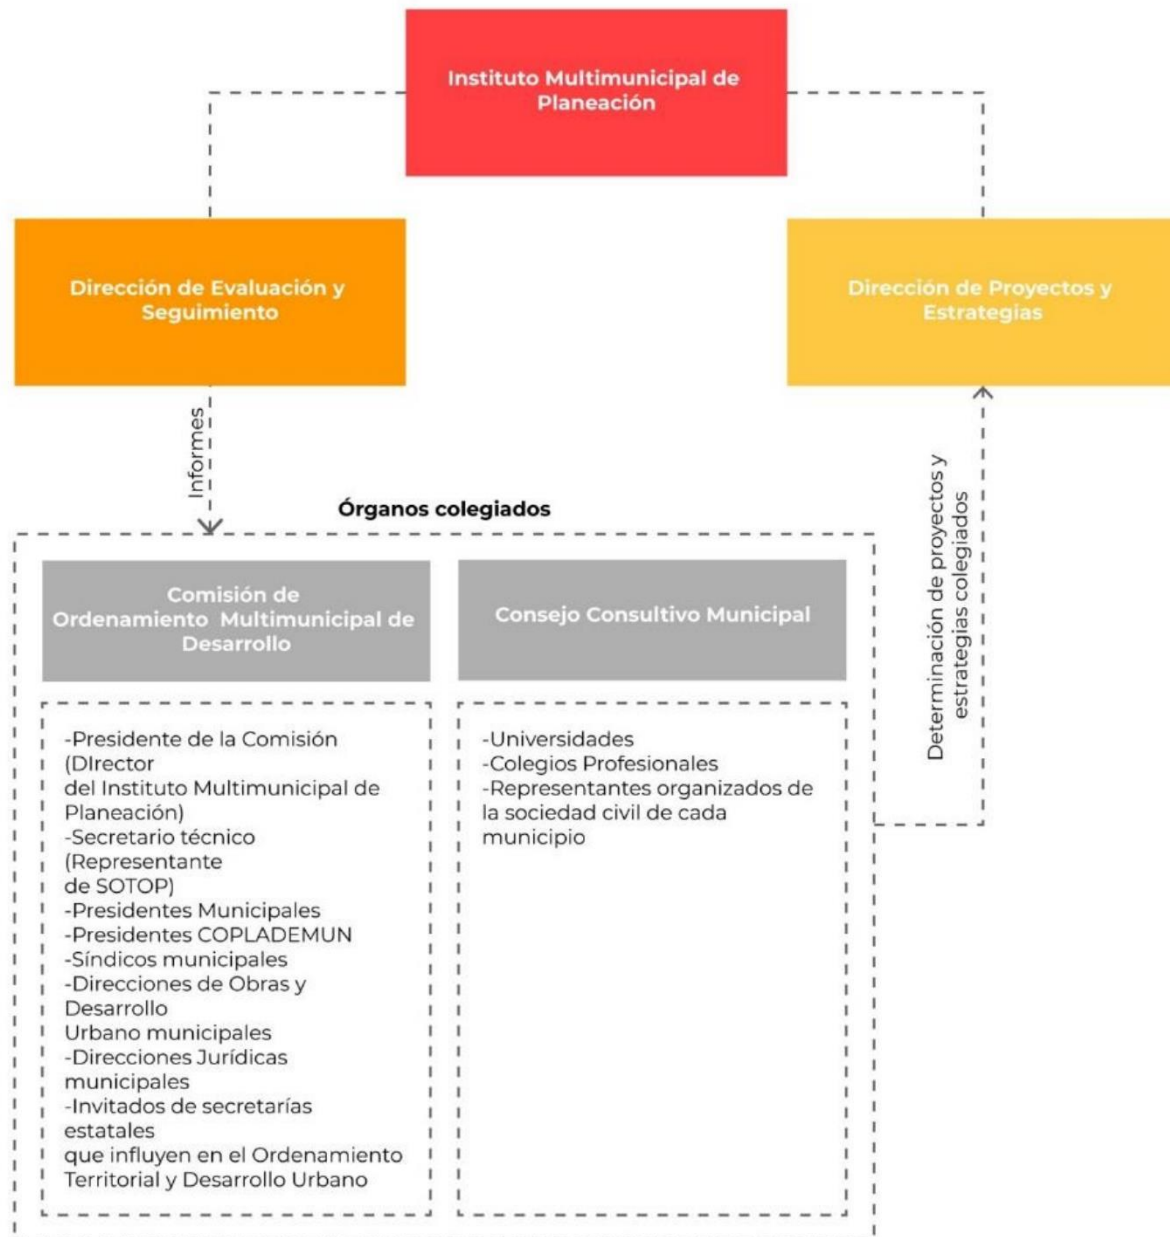 Instituto Multimunicipal de
Planeación
Dirección de Evaluación y
Seguimiento
Dirección de Proyectos y
Estrategias
Informes
Determinación de proyectos y
estrategias colegiados
Órganos colegiados
Comisión de
Ordenamiento Multimunicipal de
Desarrollo
-Presidente de la Comisión
(DIrector
del Instituto Multimunicipal de
Planeación)
-Secretario técnico
(Representante
de SOTOP)
-Presidentes Municipales
-Presidentes COPLADEMUN
-Síndicos municipales
-Direcciones de Obras y
Desarrollo
Urbano municipales
-Direcciones Jurídicas
municipales
-Invitados de secretarías
estatales
que influyen en el Ordenamiento
Territorial y Desarrollo Urbano
Consejo Consultivo Municipal
-Universidades
-Colegios Profesionales
-Representantes organizados de
la sociedad civil de cada
municipio